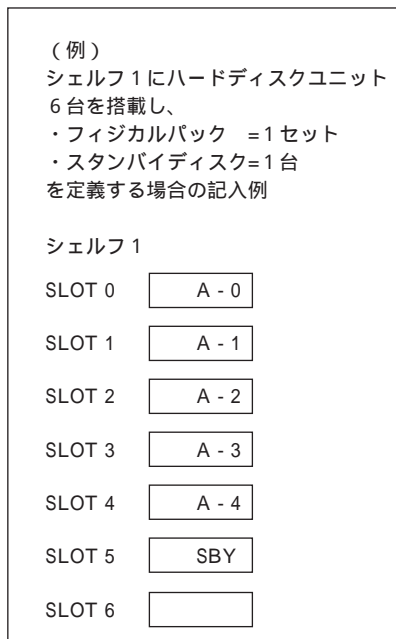 （例）
シェルフ１にハードディスクユニット
６台を搭載し、
・フィジカルパック　=１セット
・スタンバイディスク=１台
を定義する場合の記入例
シェルフ１
SLOT 0 A - 0
SLOT 1 A - 1
SLOT 2 A - 2
SLOT 3 A - 3
SLOT 4 A - 4
SLOT 5 SBY
SLOT 6